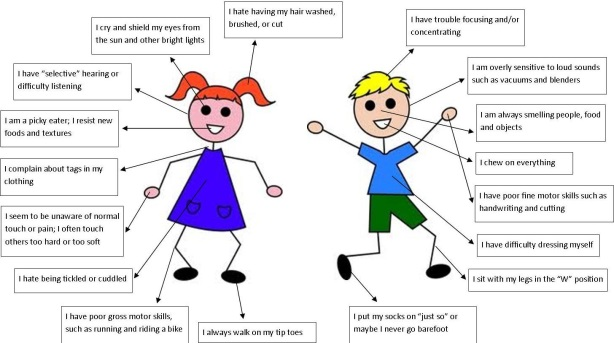 I cry and shield my eyes from
the sun and other bright lights
I hate having my hair washed,
brushed, or cut
I have "selective" hearing or
difficulty listening
I am a picky eater; I resist new
foods and textures
I complain about tags in my
clothing
I seem to be unaware of normal
touch or pain; I often touch
others too hard or too soft
I hate being tickled or cuddled
I have poor gross motor skills,
such as running and riding a bike
I always walk on my tip toes
I have trouble focusing and/or
concentrating
I am overly sensitive to loud sounds
such as vacuums and blenders
I am always smelling people, food
and objects
I chew on everything
I have poor fine motor skills such as
handwriting and cutting
I have difficulty dressing myself
I sit with my legs in the "W" position
I put my socks on "just so" or
maybe I never go barefoot